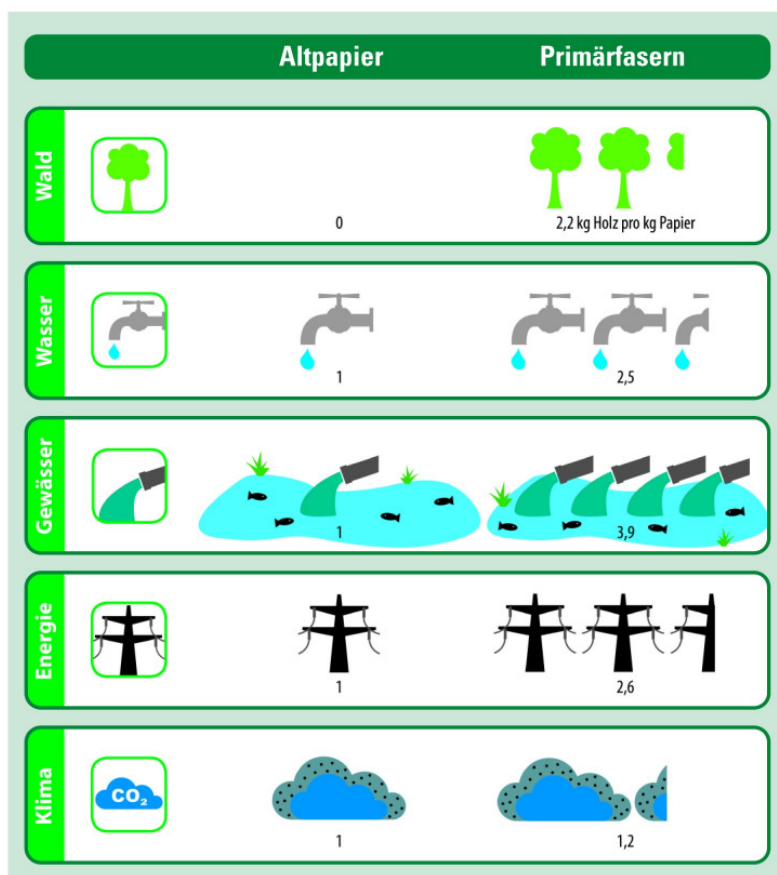 Altpapier Primärfasern
Wald
0 2,2 kg Holz pro kg Papier
Wasser
1 2,5
Gewässer
1 3,9
Energie
1 2,6
Klima
CO₂
1 1,2